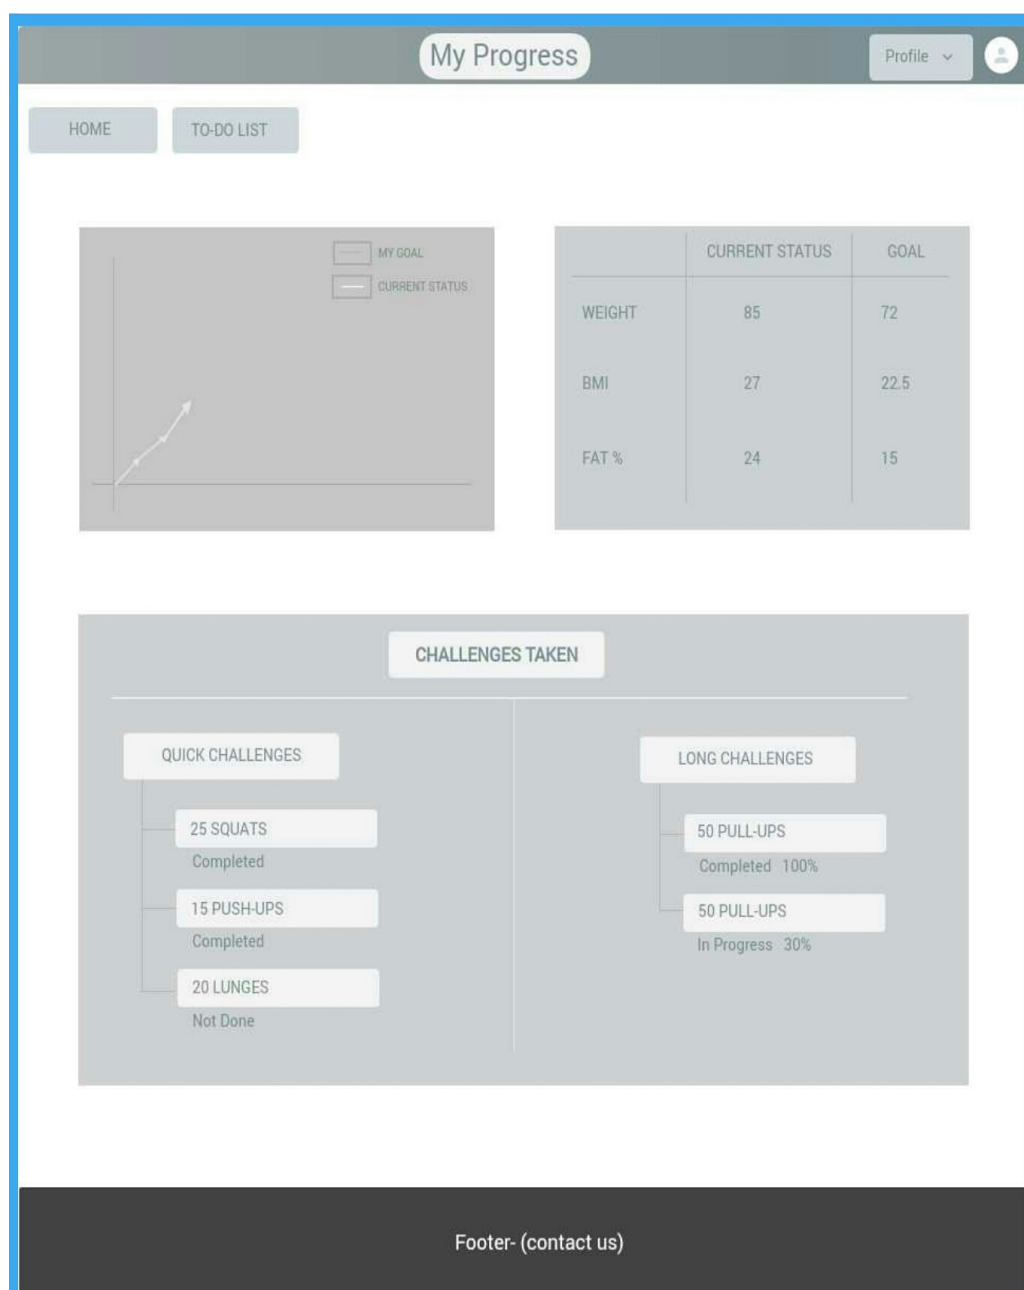 My Progress
Profile
HOME
TO-DO LIST
MY GOAL
CURRENT STATUS
CURRENT STATUS GOAL
WEIGHT 85 72
BMI 27 22.5
FAT % 24 15
CHALLENGES TAKEN
QUICK CHALLENGES
25 SQUATS
Completed
15 PUSH-UPS
Completed
20 LUNGES
Not Done
LONG CHALLENGES
50 PULL-UPS
Completed 100%
50 PULL-UPS
In Progress 30%
Footer- (contact us)